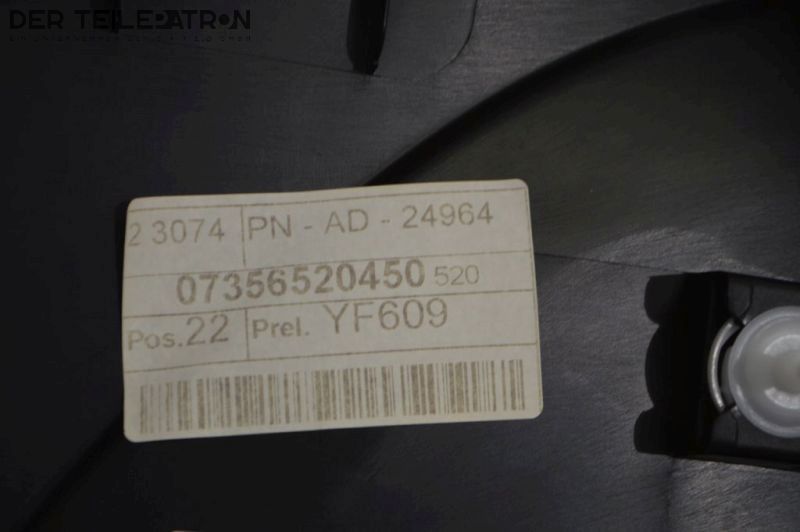 DER TEILEPATRON
2 3074 PN - AD - 24964
07356520450 520
Pos.22 Prel. YF609